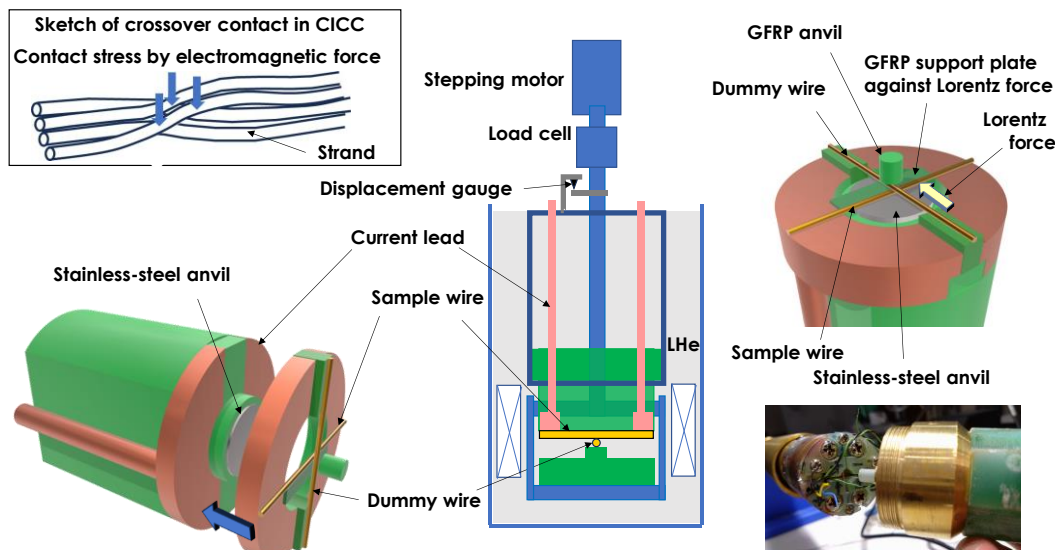 Sketch of crossover contact in CICC
Contact stress by electromagnetic force
Strand
Stepping motor
Load cell
Displacement gauge
Current lead
Stainless-steel anvil
Sample wire
LHe
Dummy wire
GFRP anvil
GFRP support plate
against Lorentz force
Dummy wire
Lorentz
force
Sample wire
Stainless-steel anvil